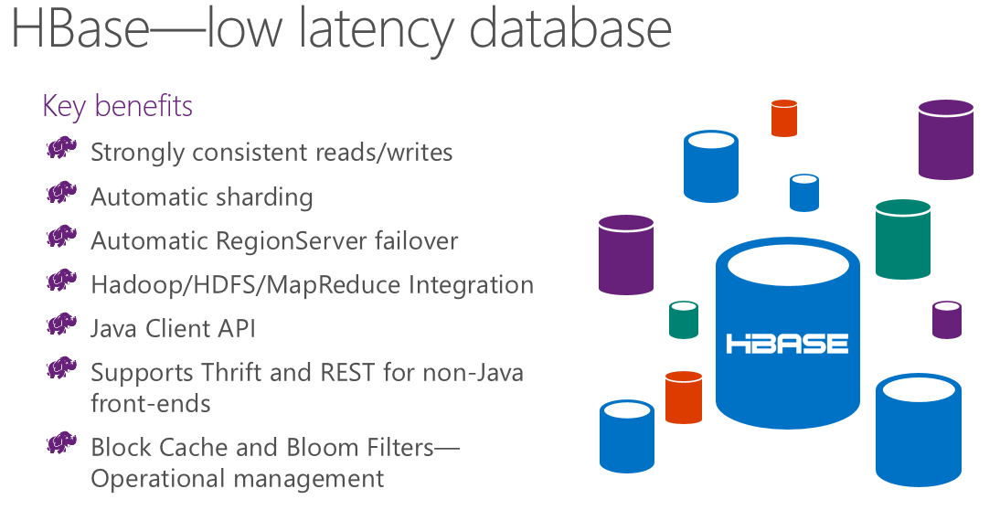 HBase—low latency database
Key benefits
Strongly consistent reads/writes
Automatic sharding
Automatic RegionServer failover
Hadoop/HDFS/MapReduce Integration
Java Client API
Supports Thrift and REST for non-Java
front-ends
Block Cache and Bloom Filters—
Operational management
HBASE